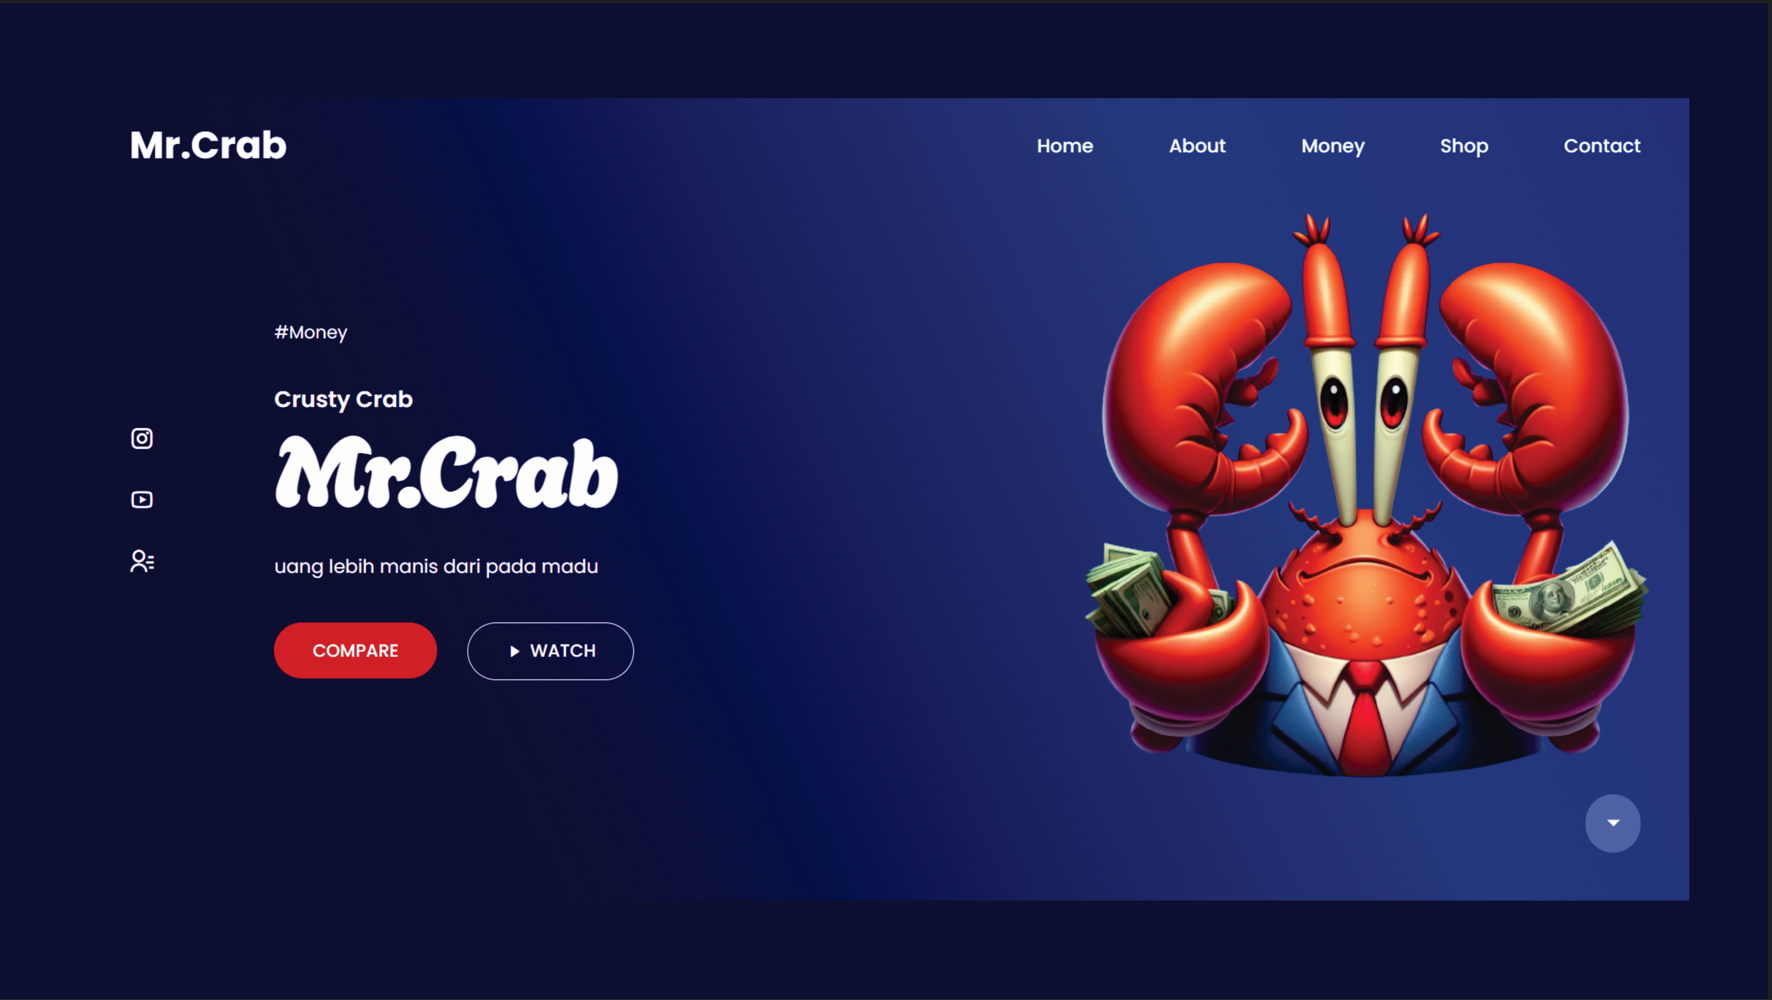 Mr.Crab
Home About Money Shop Contact
#Money
Crusty Crab
Mr.Crab
uang lebih manis dari pada madu
COMPARE
WATCH